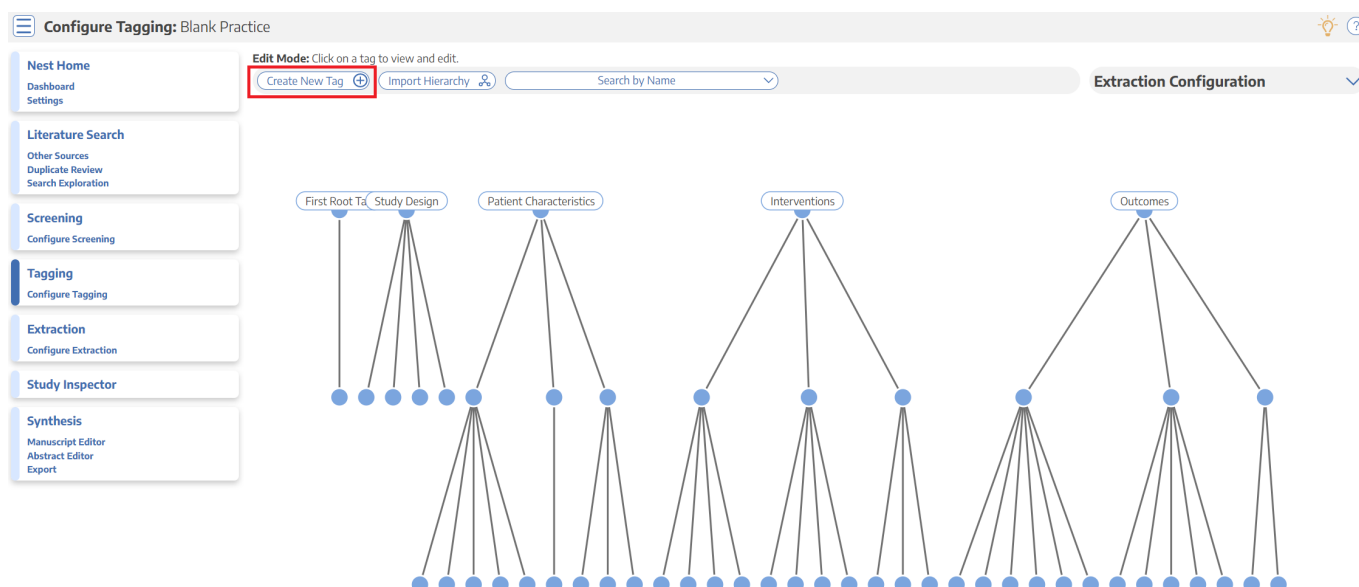 Configure Tagging: Blank Practice
?
Nest Home
Dashboard
Settings
Literature Search
Other Sources
Duplicate Review
Search Exploration
Screening
Configure Screening
Tagging
Configure Tagging
Extraction
Configure Extraction
Study Inspector
Synthesis
Manuscript Editor
Abstract Editor
Export
Edit Mode: Click on a tag to view and edit.
Create New Tag Import Hierarchy Search by Name
Extraction Configuration
First Root Ta Study Design Patient Characteristics Interventions Outcomes